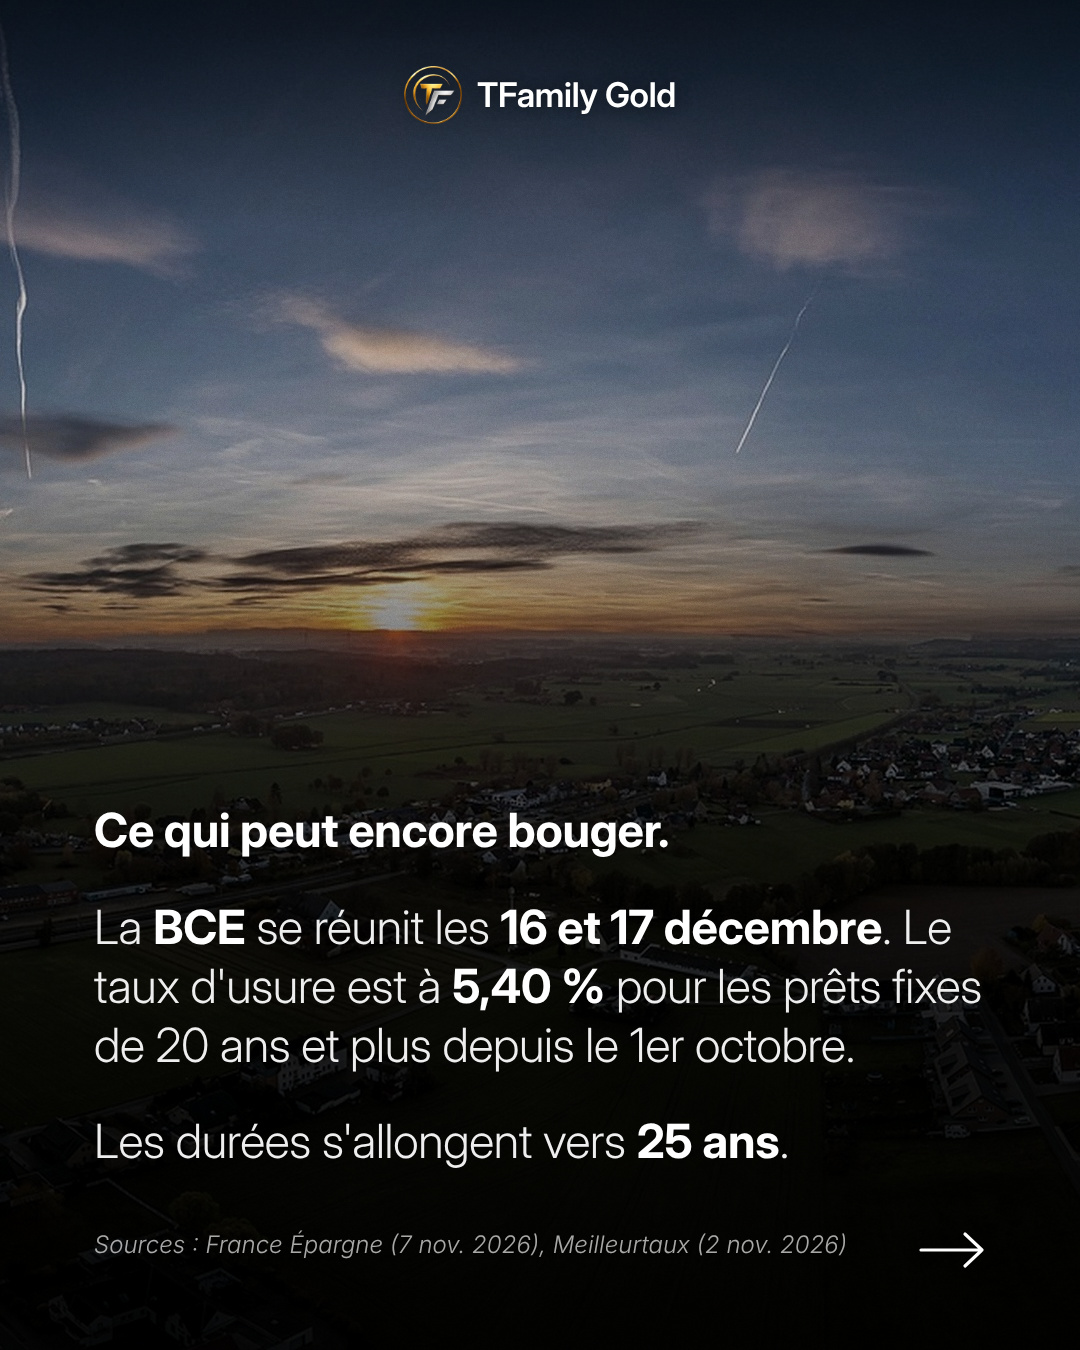 TF
TFamily Gold
Ce qui peut encore bouger.
La BCE se réunit les 16 et 17 décembre. Le
taux d'usure est à 5,40 % pour les prêts fixes
de 20 ans et plus depuis le 1er octobre.
Les durées s'allongent vers 25 ans.
Sources : France Épargne (7 nov. 2026), Meilleurtaux (2 nov. 2026)